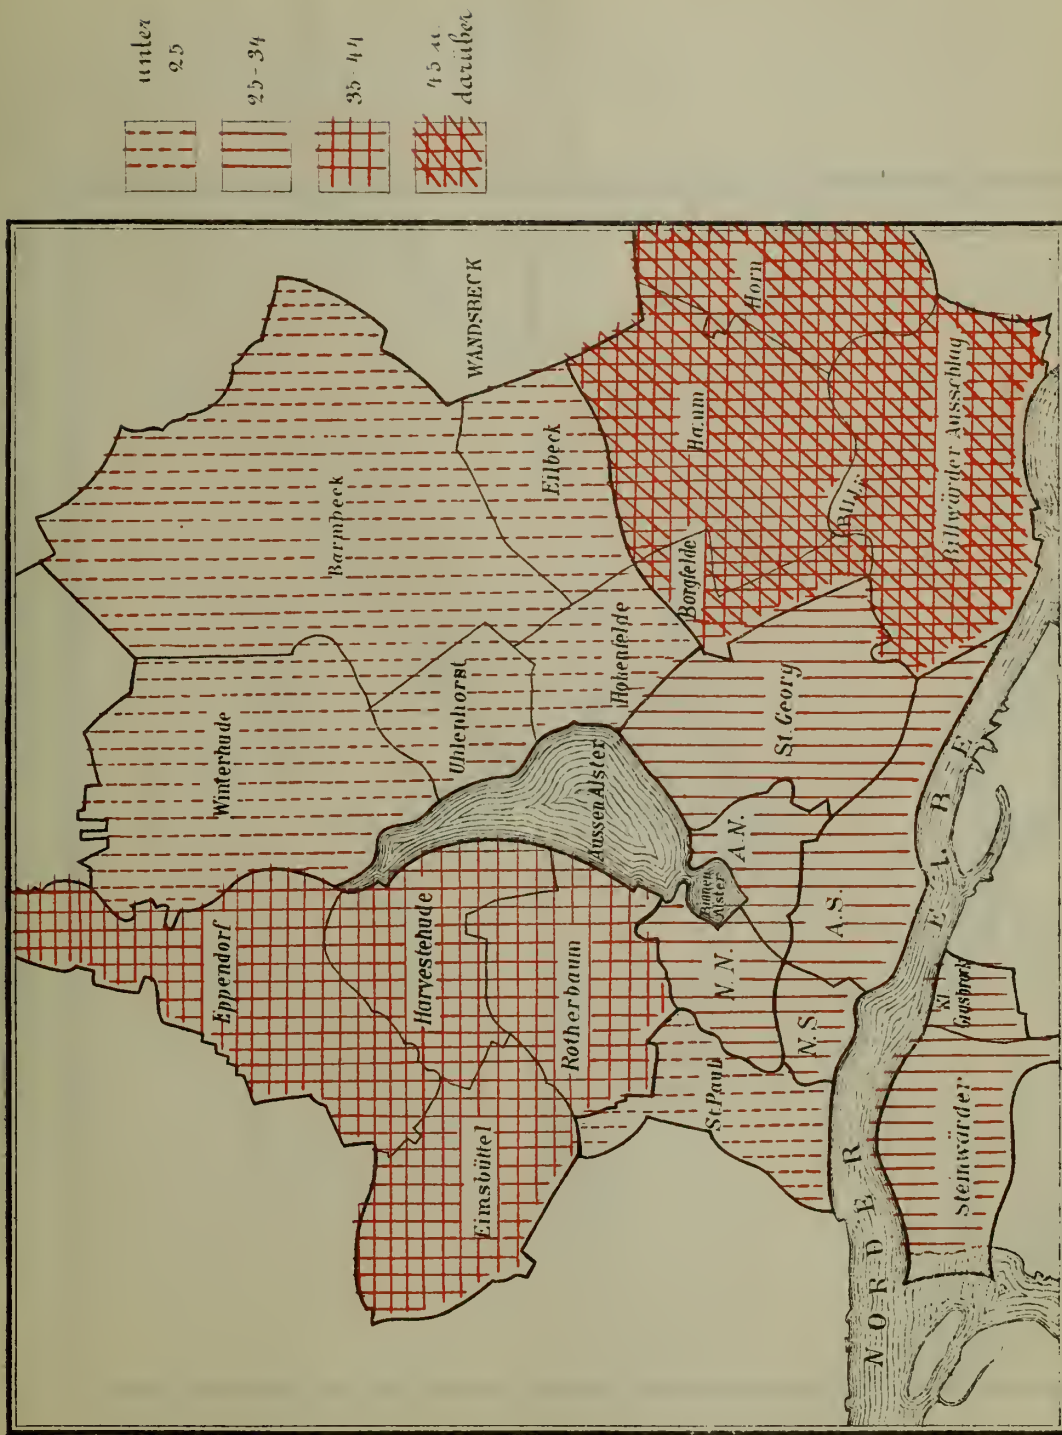 unter
25
25-34
35-44
45 u.
darüber
WANDSBECK
Horn
Hamm
Billwärder Ausschlag
Eilbeck
Barmbeck
BILLE
Borgfelde
Hohenfelde
Uhlenhorst
Winterhude
St. Georg
Aussen Alster
A.N.
Binnen
Alster
A.S.
Eppendorf
Harvestehude
Rotherbaum
N.N.
N.S.
Kl.
Grasbrook
St Pauli
Eimsbüttel
Steinwärder
NORDER ELBE